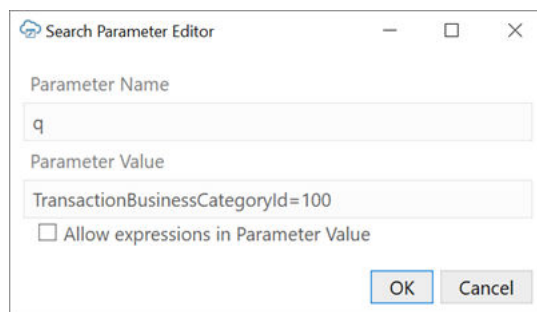 Search Parameter Editor
Parameter Name
q
Parameter Value
TransactionBusinessCategoryId=100
Allow expressions in Parameter Value
OK Cancel